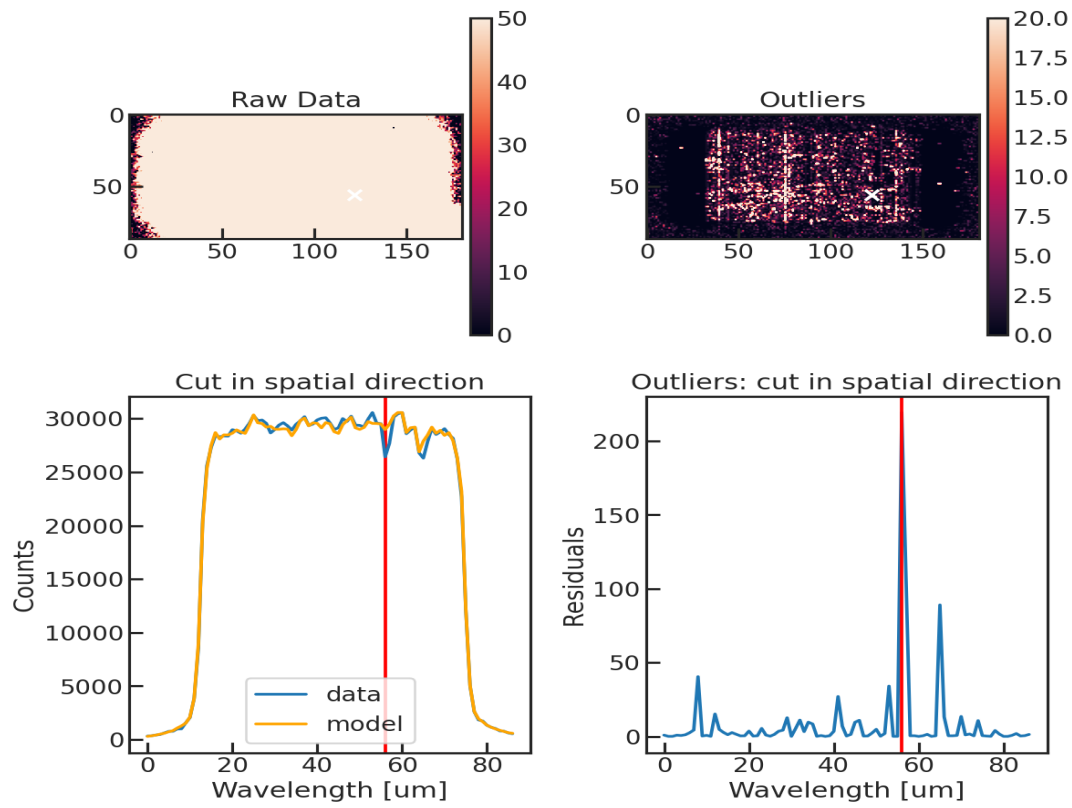 Raw Data
50
40
30
20
10
0
0
50
0 50 100 150
Outliers
20.0
17.5
15.0
12.5
10.0
7.5
5.0
2.5
0.0
0
50
0 50 100 150
Cut in spatial direction
Counts
30000
25000
20000
15000
10000
5000
0
data
model
0 20 40 60 80
Wavelength [um]
Outliers: cut in spatial direction
Residuals
200
150
100
50
0
0 20 40 60 80
Wavelength [um]